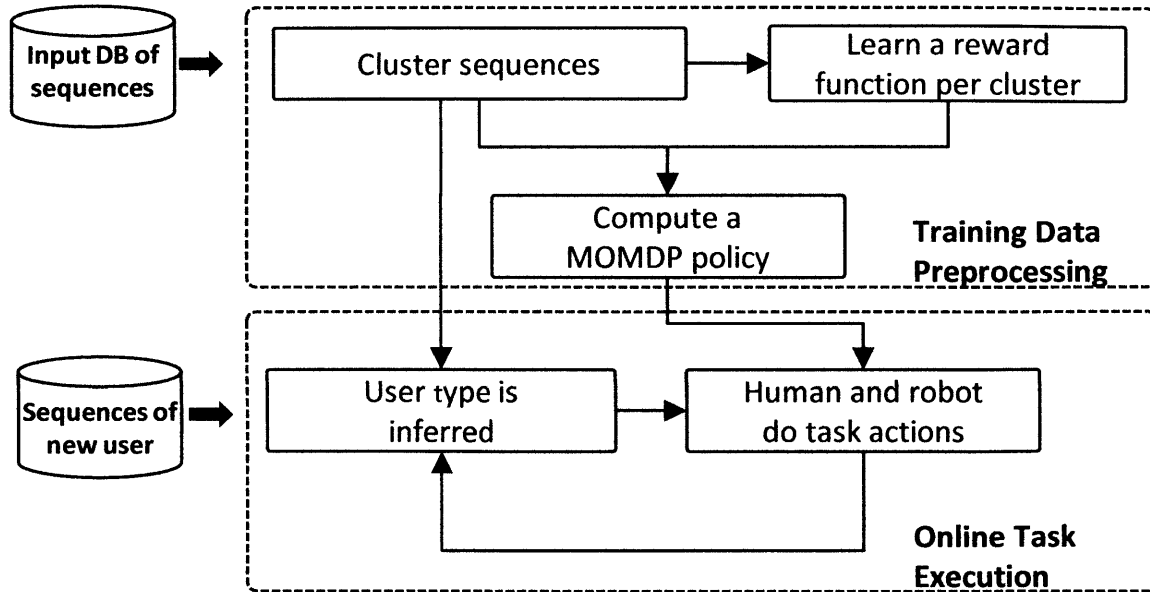 Input DB of
sequences
Cluster sequences
Learn a reward
function per cluster
Compute a
MOMDP policy
Training Data
Preprocessing
Sequences of
new user
User type is
inferred
Human and robot
do task actions
Online Task
Execution